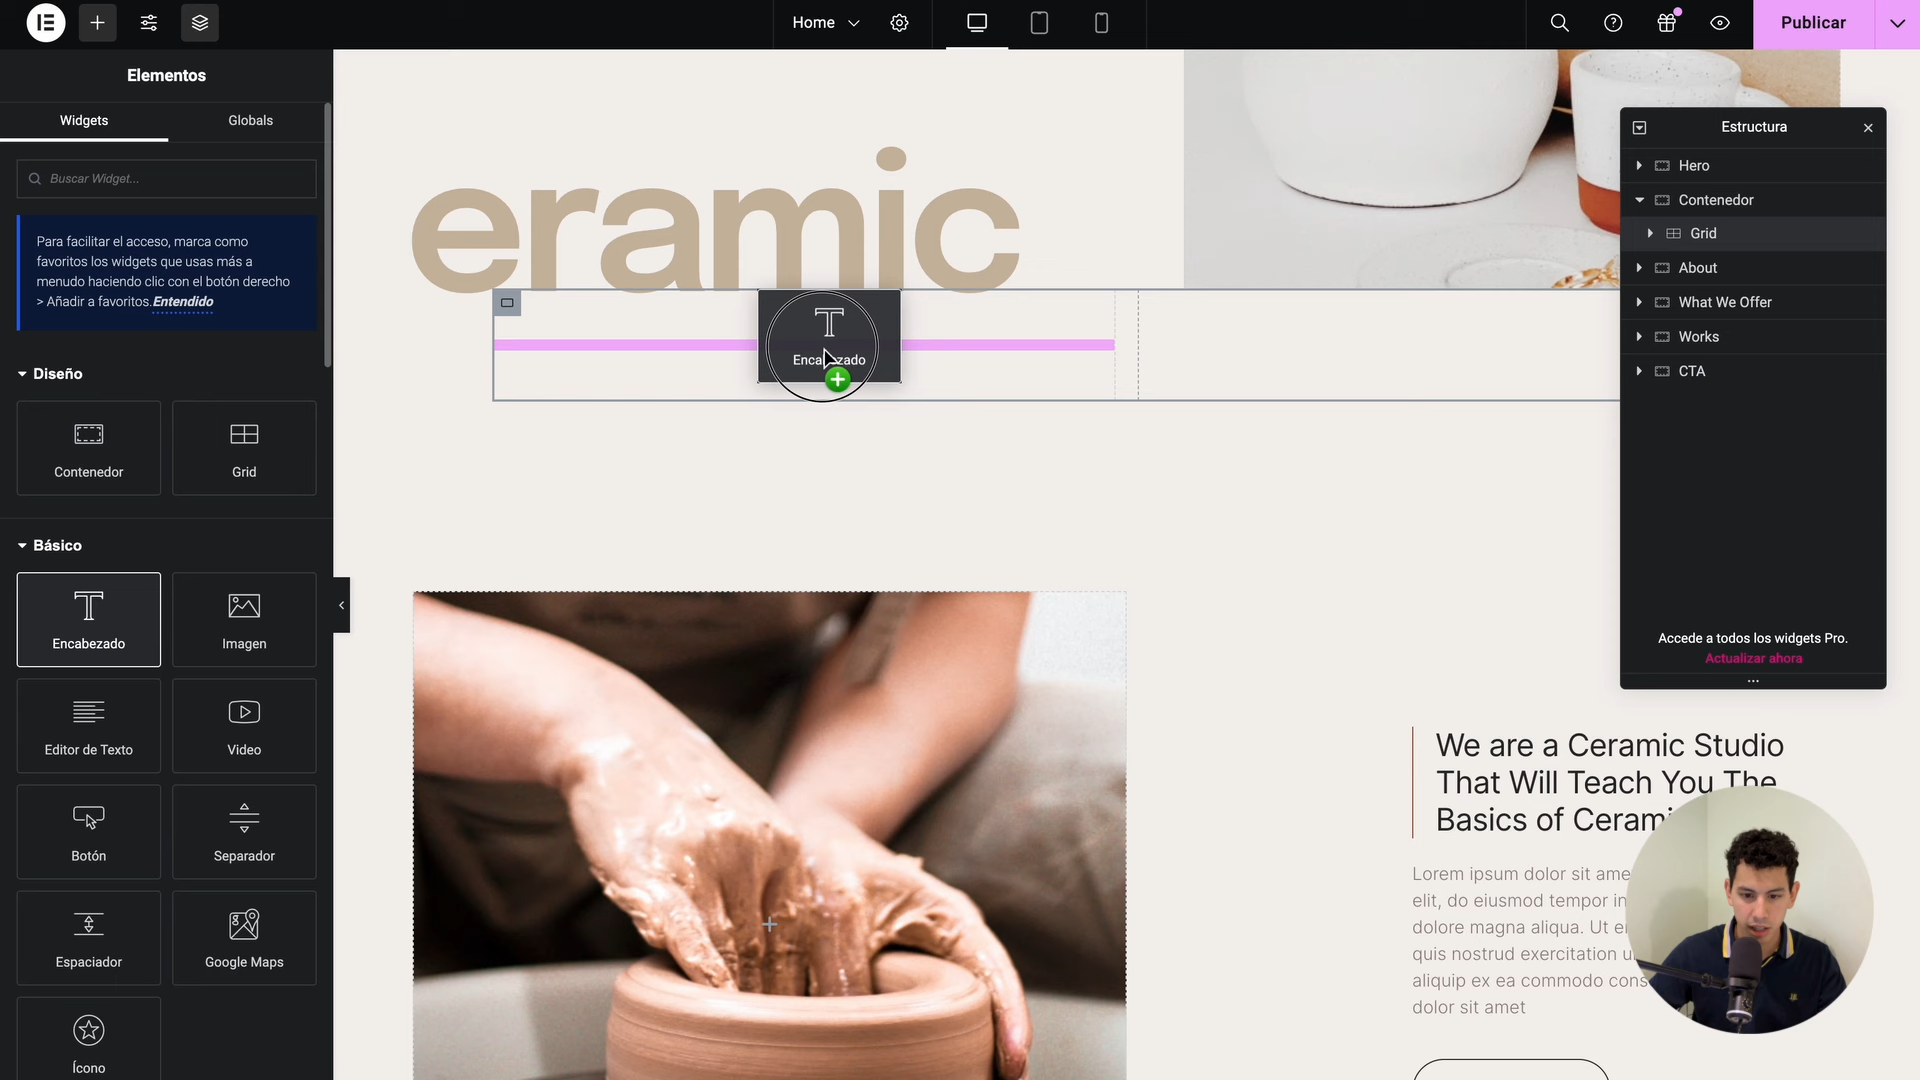 Home
Publicar
Elementos
Widgets
Globals
Buscar Widget...
Para facilitar el acceso, marca como
favoritos los widgets que usas más a
menudo haciendo clic con el botón derecho
> Añadir a favoritos. Entendido
Diseño
Contenedor
Grid
Básico
Encabezado
Imagen
Editor de Texto
Video
Botón
Separador
Espaciador
Google Maps
Ícono
eramic
Encabezado
Estructura
Hero
Contenedor
Grid
About
What We Offer
Works
CTA
Accede a todos los widgets Pro.
Actualizar ahora
We are a Ceramic Studio
That Will Teach You The
Basics of
Lorem ipsum dolor sit
elit, do eiusmod tempor
dolore magna aliqua. Ut
quis nostrud exercitation
aliquip ex ea commodo
dolor sit amet